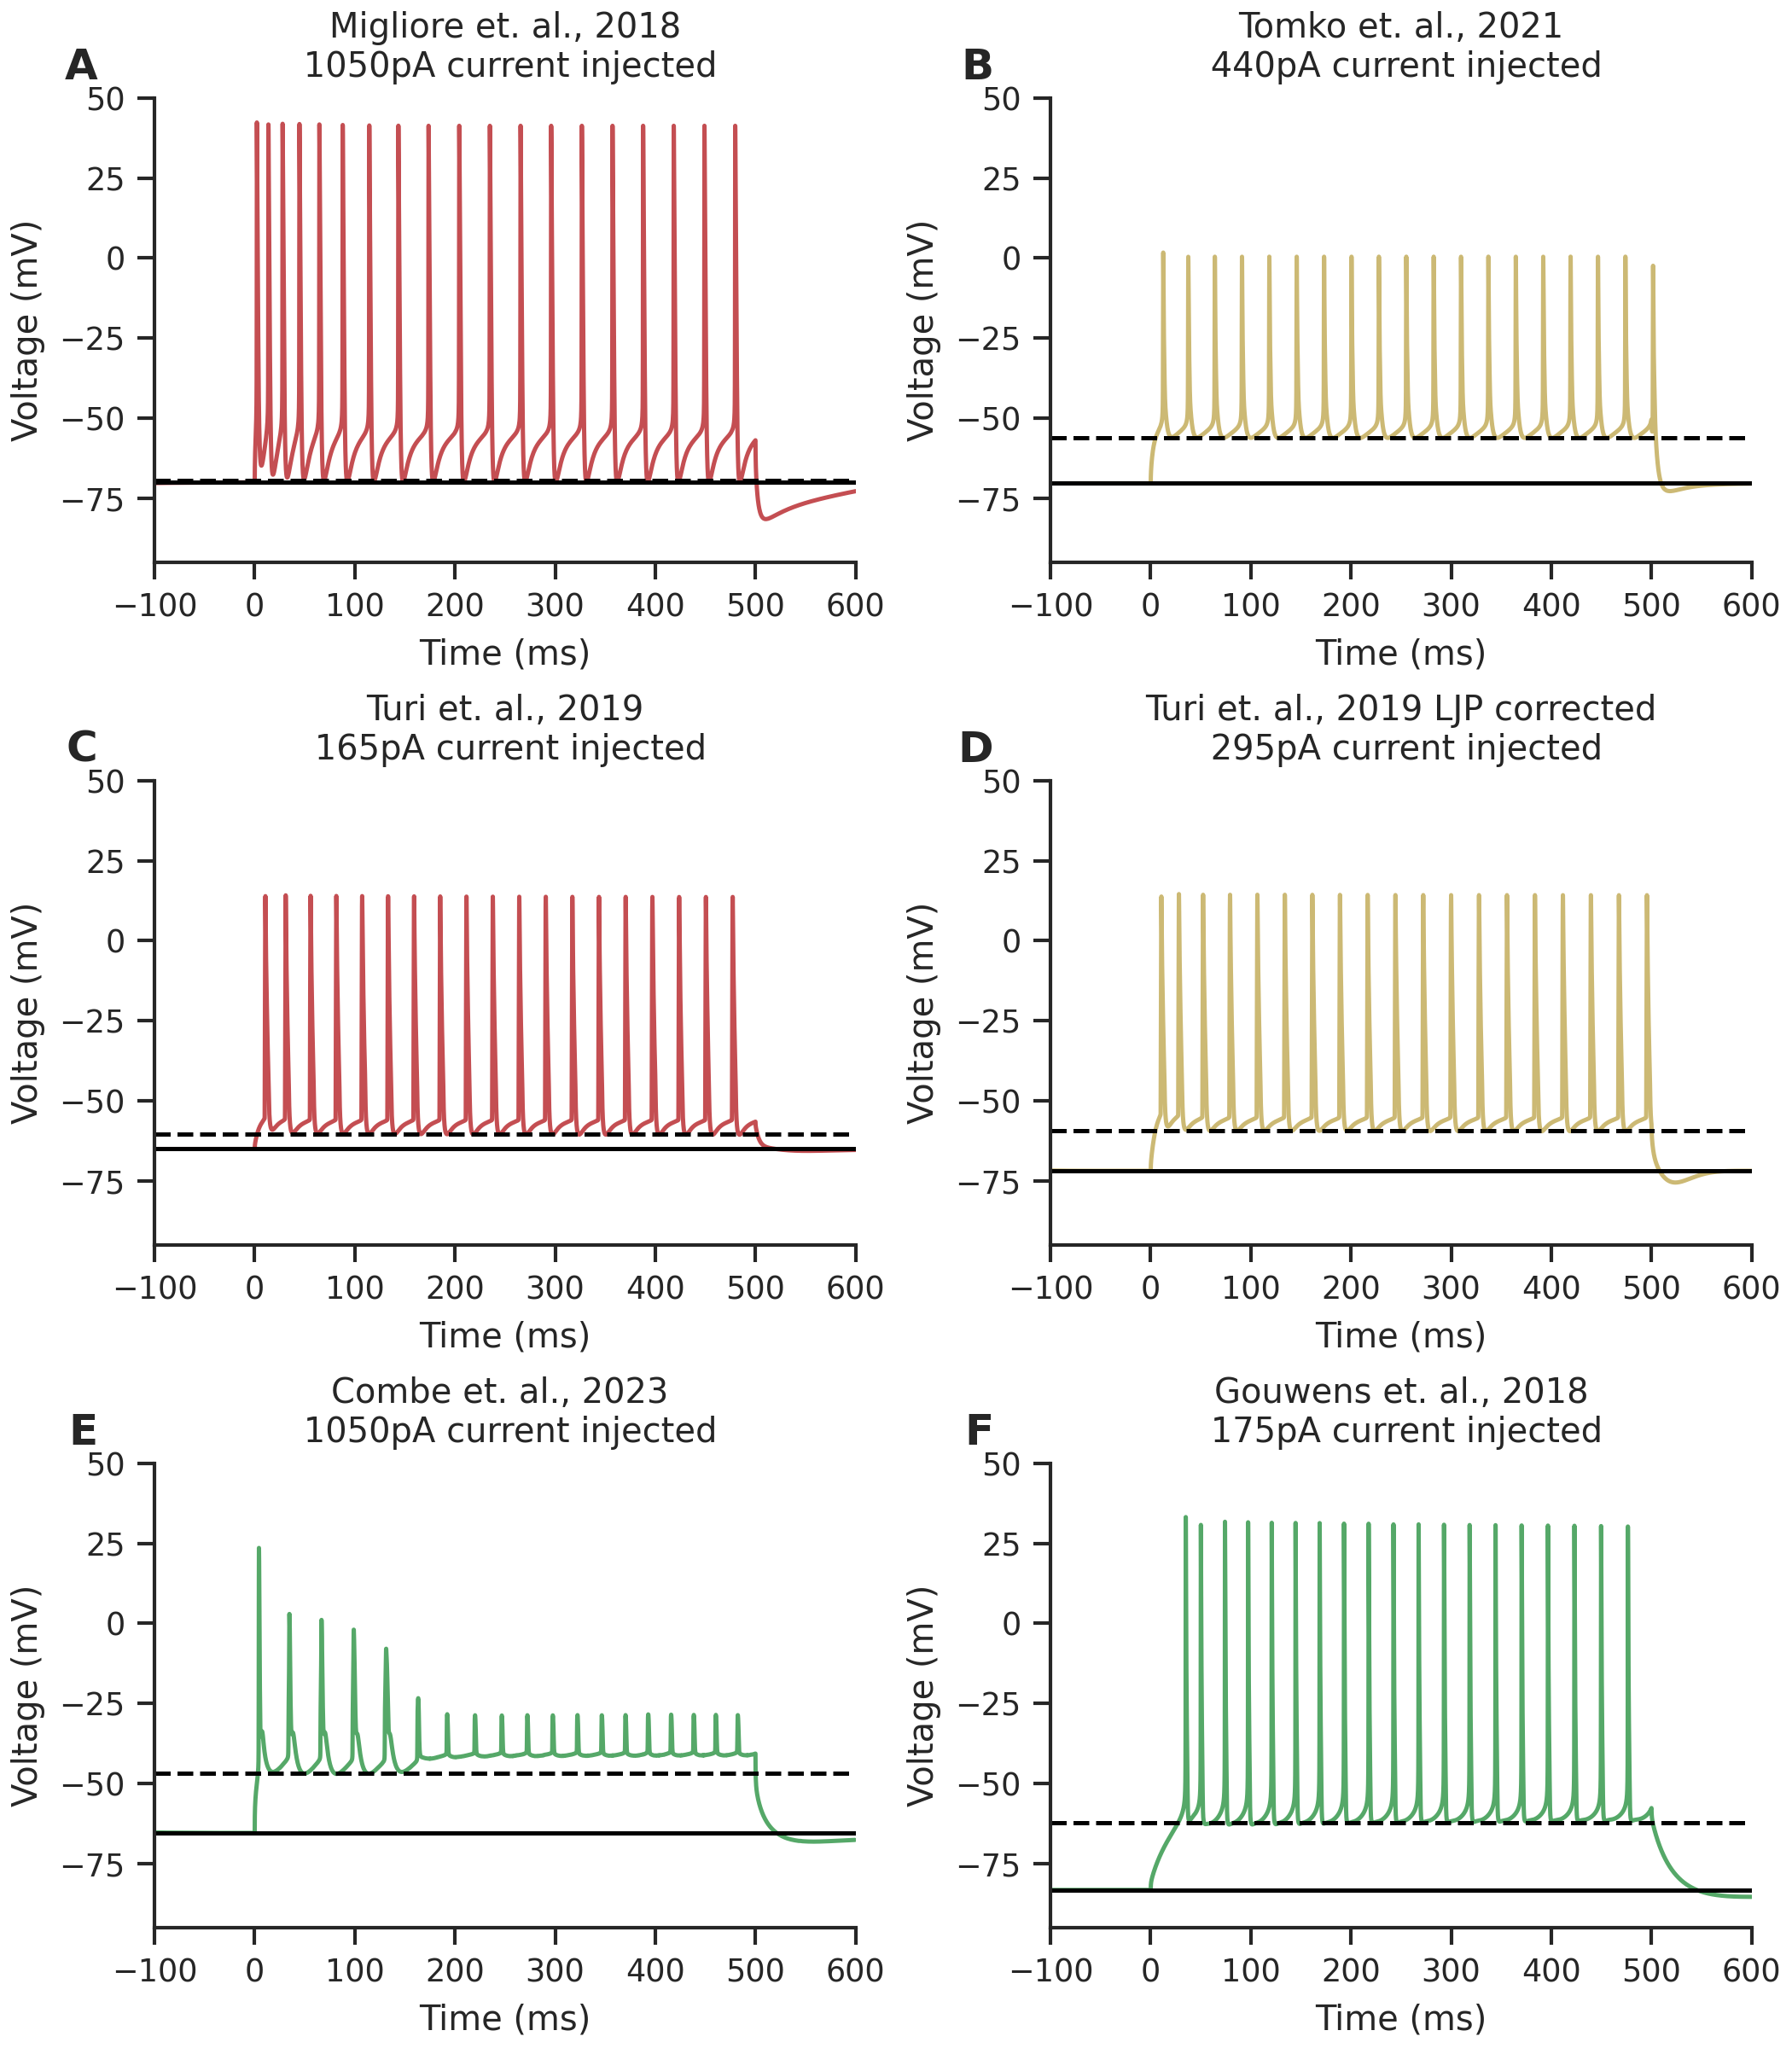 Migliore et. al., 2018
1050pA current injected
A
50
25
0
−25
−50
−75
Voltage (mV)
−100 0 100 200 300 400 500 600
Time (ms)
Tomko et. al., 2021
440pA current injected
B
50
25
0
−25
−50
−75
Voltage (mV)
−100 0 100 200 300 400 500 600
Time (ms)
Turi et. al., 2019
165pA current injected
C
50
25
0
−25
−50
−75
Voltage (mV)
−100 0 100 200 300 400 500 600
Time (ms)
Turi et. al., 2019 LJP corrected
295pA current injected
D
50
25
0
−25
−50
−75
Voltage (mV)
−100 0 100 200 300 400 500 600
Time (ms)
Combe et. al., 2023
1050pA current injected
E
50
25
0
−25
−50
−75
Voltage (mV)
−100 0 100 200 300 400 500 600
Time (ms)
Gouwens et. al., 2018
175pA current injected
F
50
25
0
−25
−50
−75
Voltage (mV)
−100 0 100 200 300 400 500 600
Time (ms)